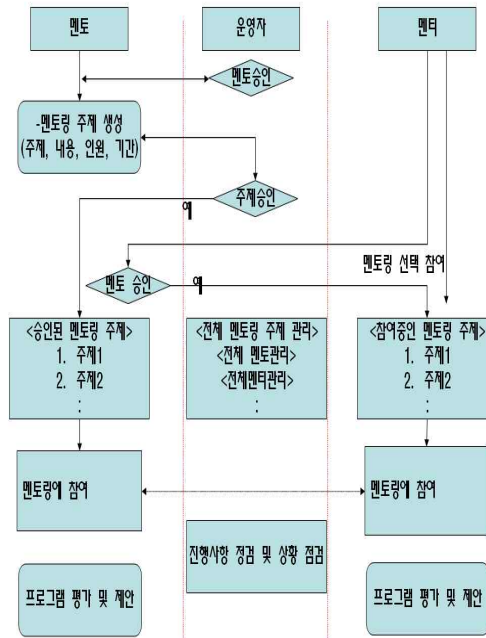 멘토
운영자
멘티
멘토승인
-멘토링 주제 생성
(주제, 내용, 인원, 기간)
주제승인
예
멘토링 선택 참여
멘토 승인
예
<승인된 멘토링 주제>
1. 주제1
2. 주제2
:
<전체 멘토링 주제 관리>
<전체 멘토관리>
<전체멘티관리>
:
<참여중인 멘토링 주제>
1. 주제1
2. 주제2
:
멘토링에 참여
멘토링에 참여
진행사항 정검 및 상황 점검
프로그램 평가 및 제안
프로그램 평가 및 제안